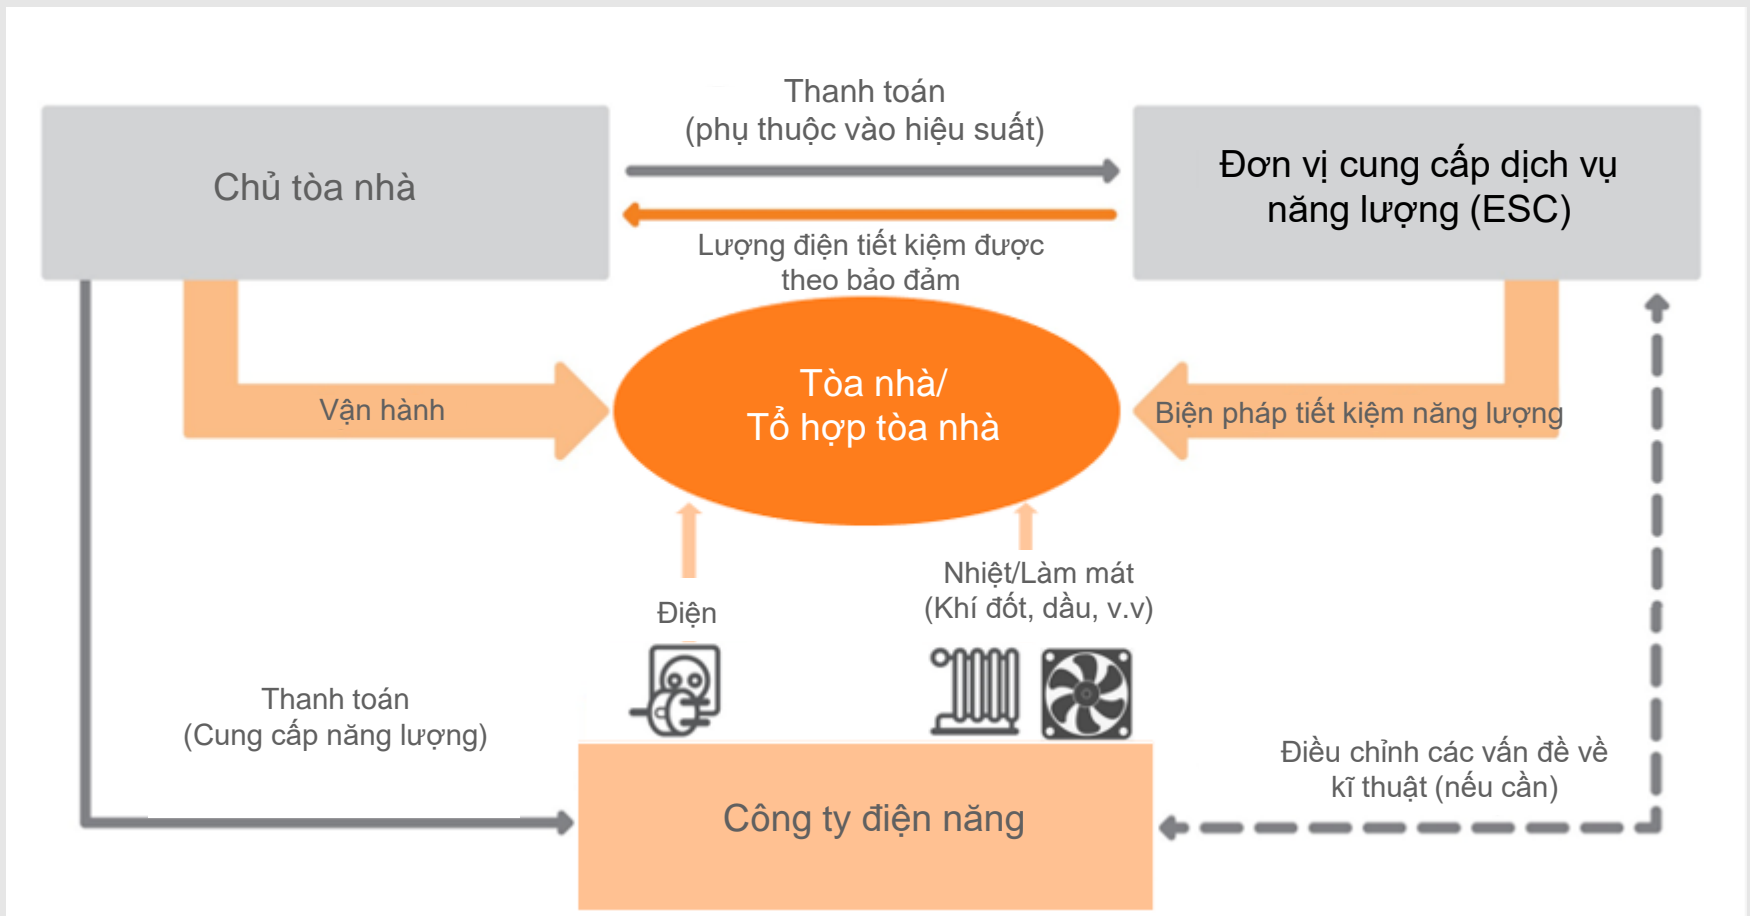 Thanh toán
(phụ thuộc vào hiệu suất)
Chủ tòa nhà
Đơn vị cung cấp dịch vụ
năng lượng (ESC)
Lượng điện tiết kiệm được
theo bảo đảm
Tòa nhà/
Tổ hợp tòa nhà
Vận hành
Biện pháp tiết kiệm năng lượng
Điện
Nhiệt/Làm mát
(Khí đốt, dầu, v.v)
Thanh toán
(Cung cấp năng lượng)
Điều chỉnh các vấn đề về
kĩ thuật (nếu cần)
Công ty điện năng